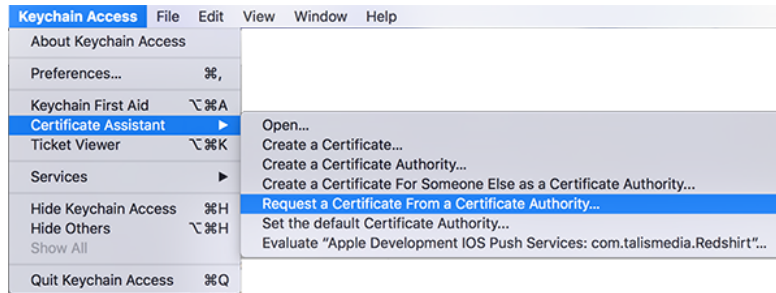 Keychain Access File Edit View Window Help
About Keychain Access
Preferences... ⌘,
Keychain First Aid ⌥⌘A
Certificate Assistant ▶
Ticket Viewer ⌥⌘K
Services ▶
Hide Keychain Access ⌘H
Hide Others ⌥⌘H
Show All
Quit Keychain Access ⌘Q
Open...
Create a Certificate...
Create a Certificate Authority...
Create a Certificate For Someone Else as a Certificate Authority...
Request a Certificate From a Certificate Authority...
Set the default Certificate Authority...
Evaluate “Apple Development IOS Push Services: com.talismedia.Redshirt”...